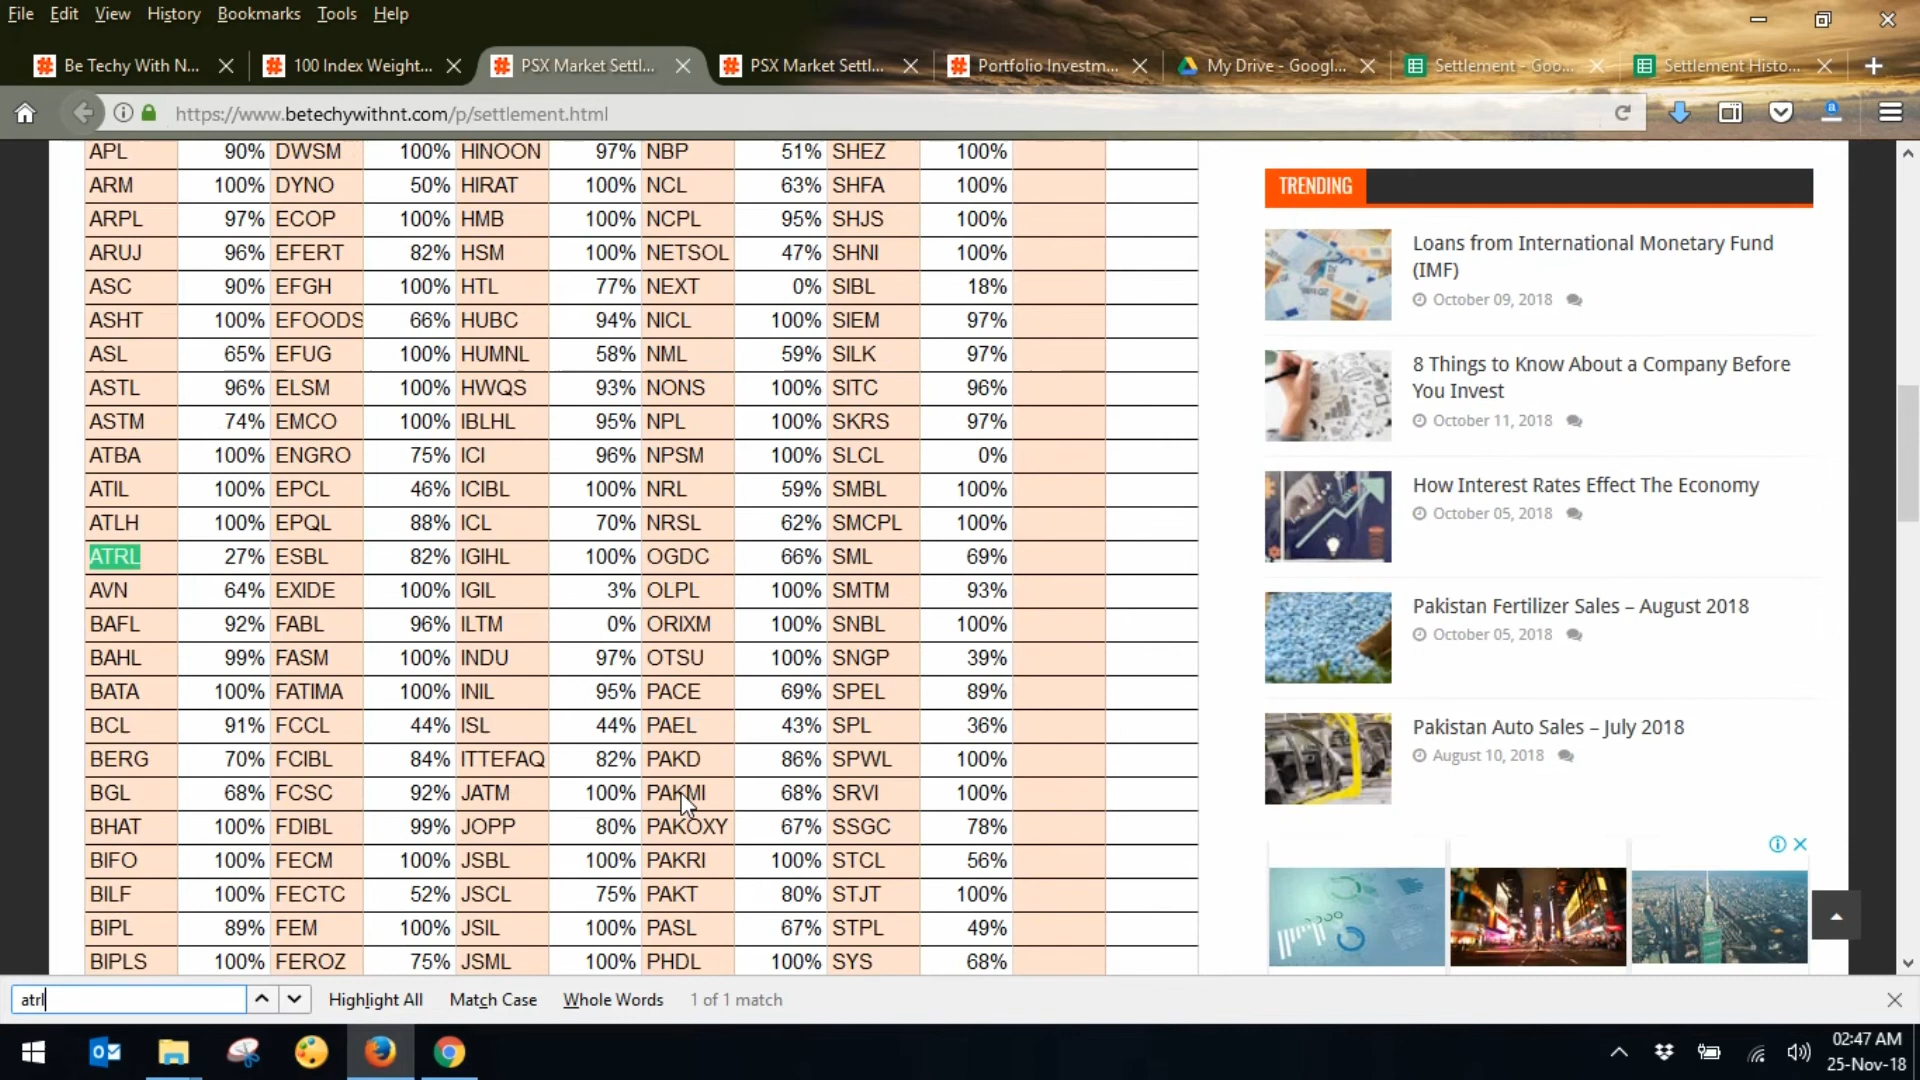 File Edit View History Bookmarks Tools Help
Be Techy With N... 100 Index Weight... PSX Market Settl... PSX Market Settl... Portfolio Investm... My Drive - Googl... Settlement - Goo... Settlement Histo...
https://www.betechywithnt.com/p/settlement.html
APL 90% DWSM 100% HINOON 97% NBP 51% SHEZ 100%
ARM 100% DYNO 50% HIRAT 100% NCL 63% SHFA 100%
ARPL 97% ECOP 100% HMB 100% NCPL 95% SHJS 100%
ARUJ 96% EFERT 82% HSM 100% NETSOL 47% SHNI 100%
ASC 90% EFGH 100% HTL 77% NEXT 0% SIBL 18%
ASHT 100% EFOODS 66% HUBC 94% NICL 100% SIEM 97%
ASL 65% EFUG 100% HUMNL 58% NML 59% SILK 97%
ASTL 96% ELSM 100% HWQS 93% NONS 100% SITC 96%
ASTM 74% EMCO 100% IBLHL 95% NPL 100% SKRS 97%
ATBA 100% ENGRO 75% ICI 96% NPSM 100% SLCL 0%
ATIL 100% EPCL 46% ICIBL 100% NRL 59% SMBL 100%
ATLH 100% EPQL 88% ICL 70% NRSL 62% SMCPL 100%
ATRL 27% ESBL 82% IGIHL 100% OGDC 66% SML 69%
AVN 64% EXIDE 100% IGIL 3% OLPL 100% SMTM 93%
BAFL 92% FABL 96% ILTM 0% ORIXM 100% SNBL 100%
BAHL 99% FASM 100% INDU 97% OTSU 100% SNGP 39%
BATA 100% FATIMA 100% INIL 95% PACE 69% SPEL 89%
BCL 91% FCCL 44% ISL 44% PAEL 43% SPL 36%
BERG 70% FCIBL 84% ITTEFAQ 82% PAKD 86% SPWL 100%
BGL 68% FCSC 92% JATM 100% PAKMI 68% SRVI 100%
BHAT 100% FDIBL 99% JOPP 80% PAKOXY 67% SSGC 78%
BIFO 100% FECM 100% JSBL 100% PAKRI 100% STCL 56%
BILF 100% FECTC 52% JSCL 75% PAKT 80% STJT 100%
BIPL 89% FEM 100% JSIL 100% PASL 67% STPL 49%
BIPLS 100% FEROZ 75% JSML 100% PHDL 100% SYS 68%
TRENDING
Loans from International Monetary Fund
(IMF)
October 09, 2018
8 Things to Know About a Company Before
You Invest
October 11, 2018
How Interest Rates Effect The Economy
October 05, 2018
Pakistan Fertilizer Sales – August 2018
October 05, 2018
Pakistan Auto Sales – July 2018
August 10, 2018
atrl Highlight All Match Case Whole Words 1 of 1 match
02:47 AM
25-Nov-18